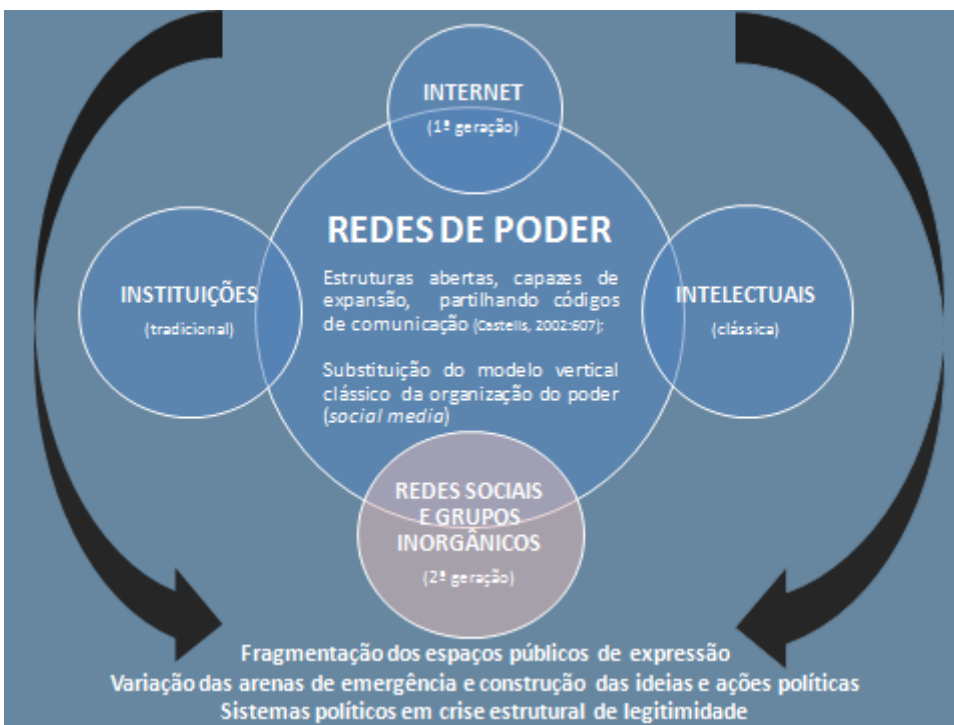 INTERNET
(1ª geração)
REDES DE PODER
Estruturas abertas, capazes de
expansão, partilhando códigos
de comunicação (Castells, 2002:607);
Substituição do modelo vertical
clássico da organização do poder
(social media)
INSTITUIÇÕES
(tradicional)
INTELECTUAIS
(clássica)
REDES SOCIAIS
E GRUPOS
INORGÂNICOS
(2ª geração)
Fragmentação dos espaços públicos de expressão
Variação das arenas de emergência e construção das ideias e ações políticas
Sistemas políticos em crise estrutural de legitimidade